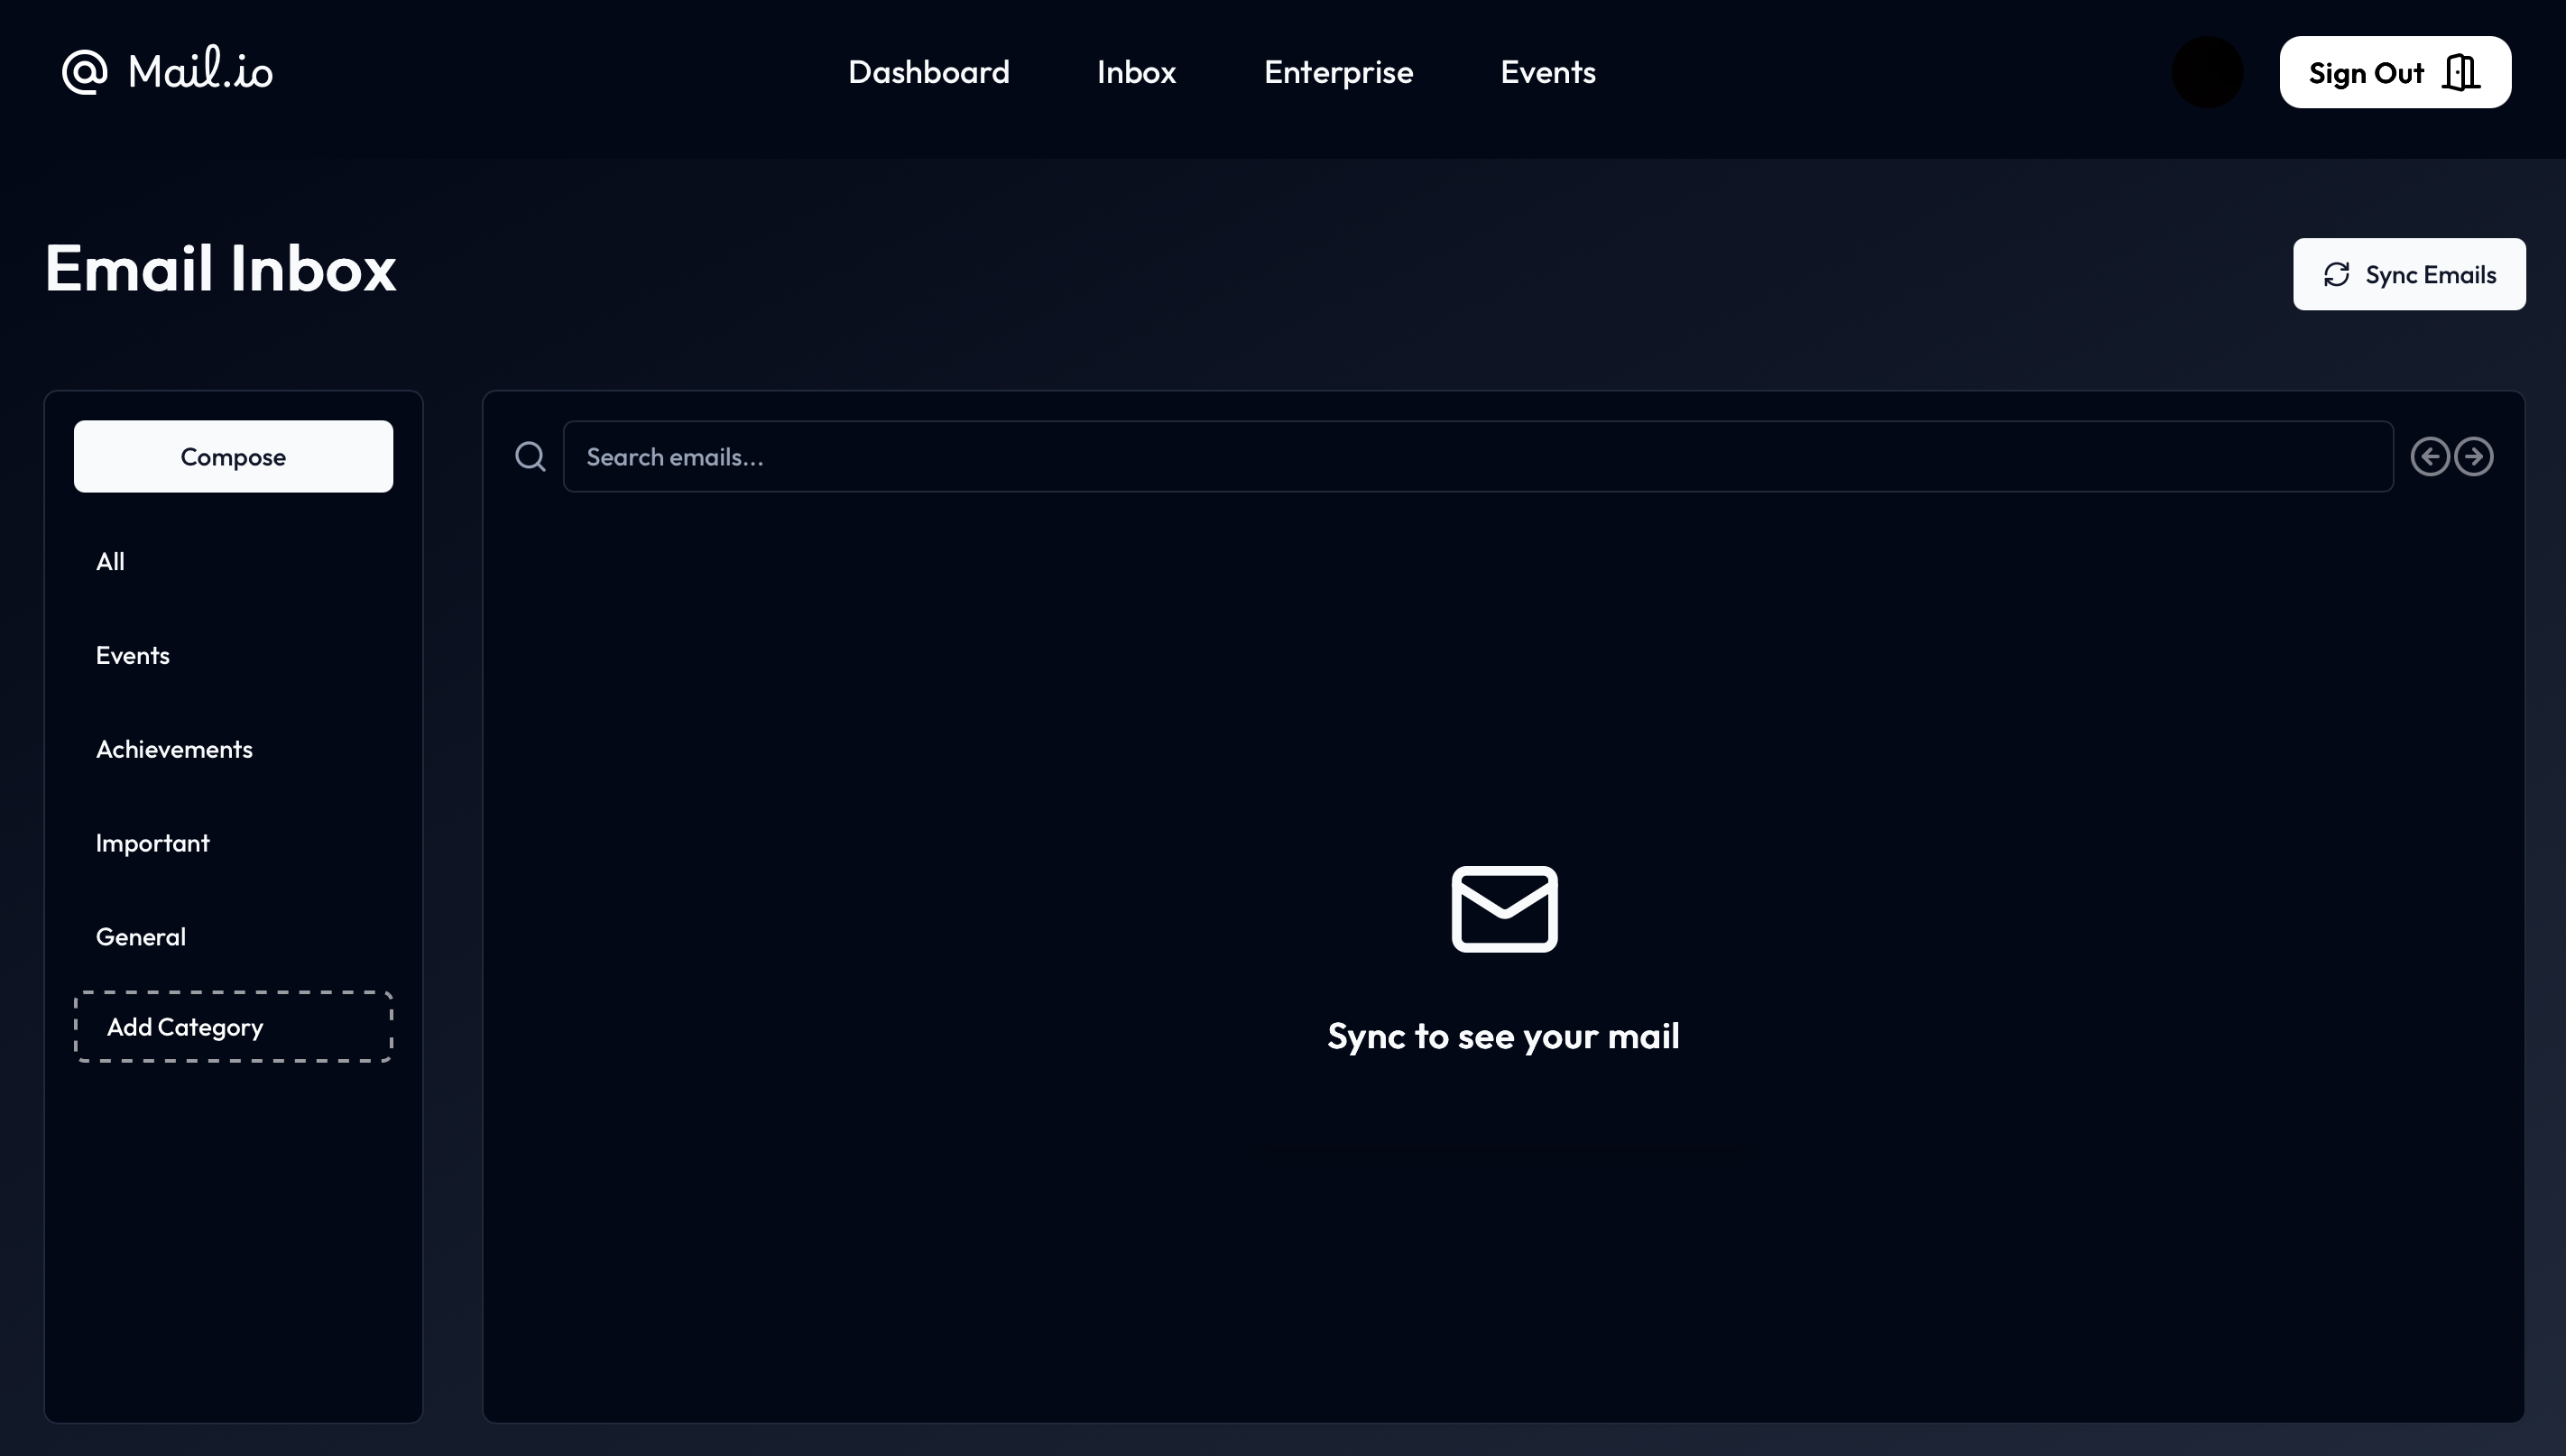 @ Mail.io
Dashboard
Inbox
Enterprise
Events
Sign Out
Email Inbox
Sync Emails
Compose
All
Events
Achievements
Important
General
Add Category
Search emails...
Sync to see your mail